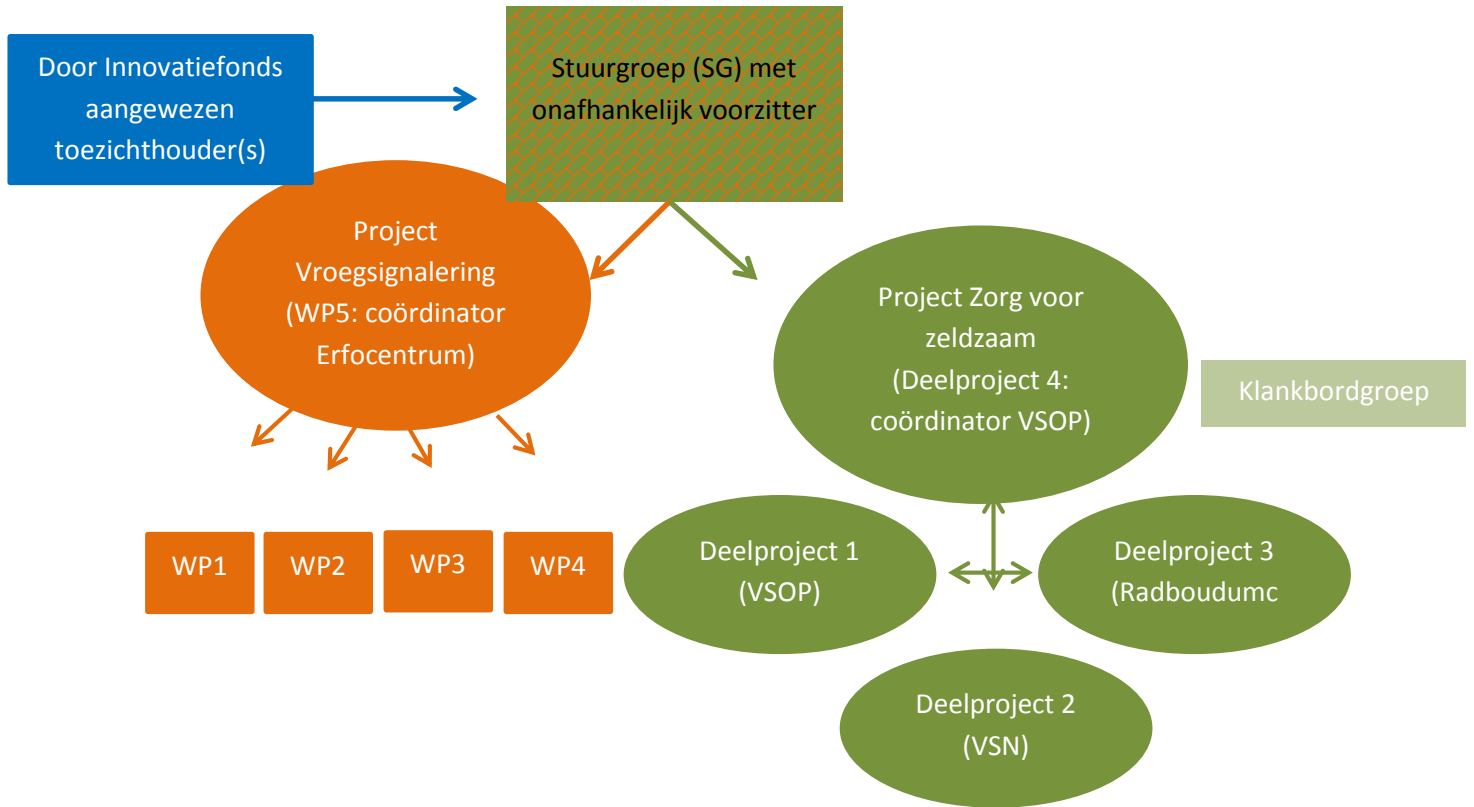 Door Innovatiefonds
aangewezen
toezichthouder(s)
Stuurgroep (SG) met
onafhankelijk voorzitter
Project
Vroegsignalering
(WP5: coördinator
Erfocentrum)
Project Zorg voor
zeldzaam
(Deelproject 4:
coördinator VSOP)
Klankbordgroep
WP1
WP2
WP3
WP4
Deelproject 1
(VSOP)
Deelproject 3
(Radboudumc
Deelproject 2
(VSN)